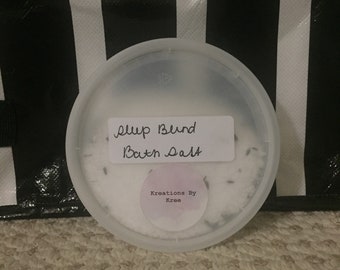 Sleep Blend
Bath Salt
Kreations By
Krea